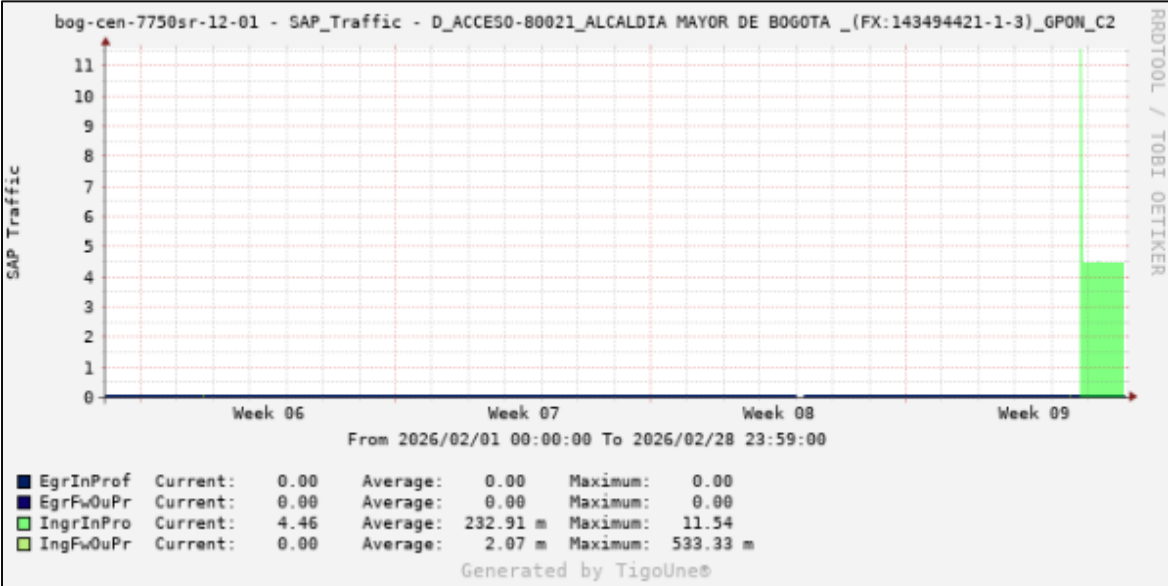 bog-cen-7750sr-12-01 - SAP_Traffic - D_ACCESO-80021_ALCALDIA MAYOR DE BOGOTA _(FX:143494421-1-3)_GPON_C2
RRDTOOL / TOBI OETIKER
SAP Traffic
11
10
9
8
7
6
5
4
3
2
1
0
Week 06 Week 07 Week 08 Week 09
From 2026/02/01 00:00:00 To 2026/02/28 23:59:00
EgrInProf Current: 0.00 Average: 0.00 Maximum: 0.00
EgrFwOuPr Current: 0.00 Average: 0.00 Maximum: 0.00
IngrInPro Current: 4.46 Average: 232.91 m Maximum: 11.54
IngFwOuPr Current: 0.00 Average: 2.07 m Maximum: 533.33 m
Generated by TigoUne®